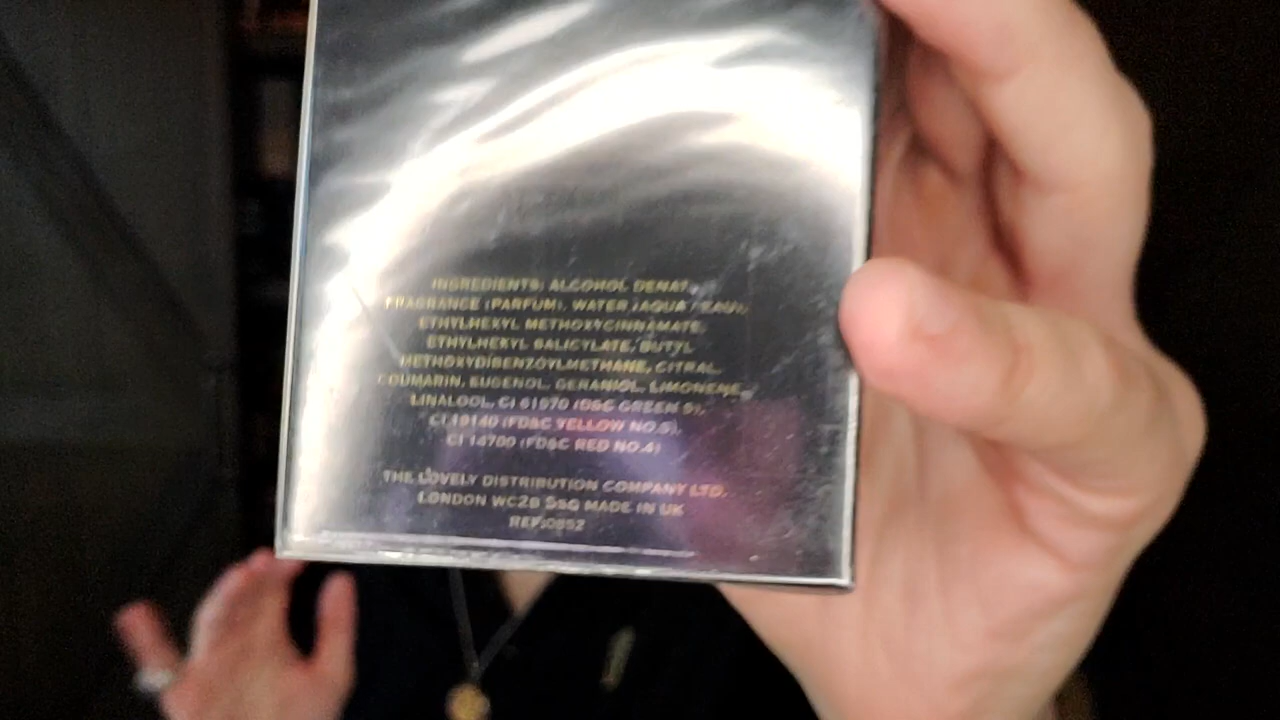 INGREDIENTS: ALCOHOL DENAT.,
FRAGRANCE (PARFUM), WATER (AQUA / EAU),
ETHYLHEXYL METHOXYCINNAMATE,
ETHYLHEXYL SALICYLATE, BUTYL
METHOXYDIBENZOYLMETHANE, CITRAL,
COUMARIN, EUGENOL, GERANIOL, LIMONENE,
LINALOOL, CI 61570 (D&C GREEN 5),
CI 19140 (FD&C YELLOW NO.5),
CI 14700 (FD&C RED NO.4)
THE LOVELY DISTRIBUTION COMPANY LTD.
LONDON WC2B 5SQ MADE IN UK
REF:0852